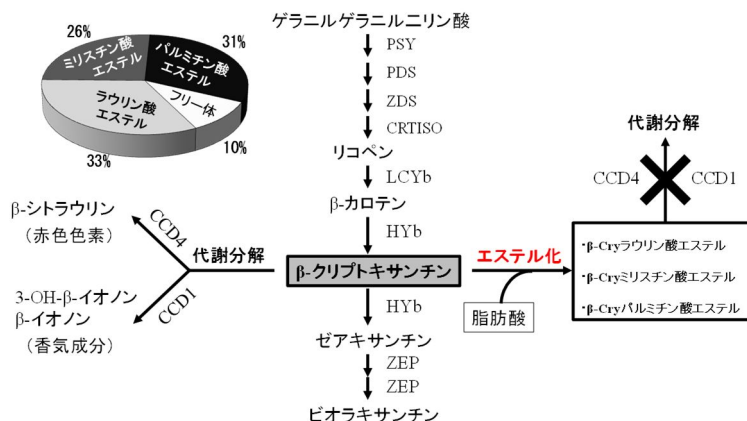 26%
31%
ミリスチン酸
エステル
パルミチン酸
エステル
ラウリン酸
エステル
フリー体
33%
10%
ゲラニルゲラニルニリン酸
PSY
PDS
ZDS
CRTISO
リコペン
LCYb
β-カロテン
HYb
β-クリプトキサンチン
HYb
ゼアキサンチン
ZEP
ZEP
ビオラキサンチン
代謝分解
CCD4
CCD1
β-シトラウリン
（赤色色素）
3-OH-β-イオノン
β-イオノン
（香気成分）
エステル化
脂肪酸
代謝分解
CCD4
CCD1
･β-Cryラウリン酸エステル
･β-Cryミリスチン酸エステル
･β-Cryパルミチン酸エステル